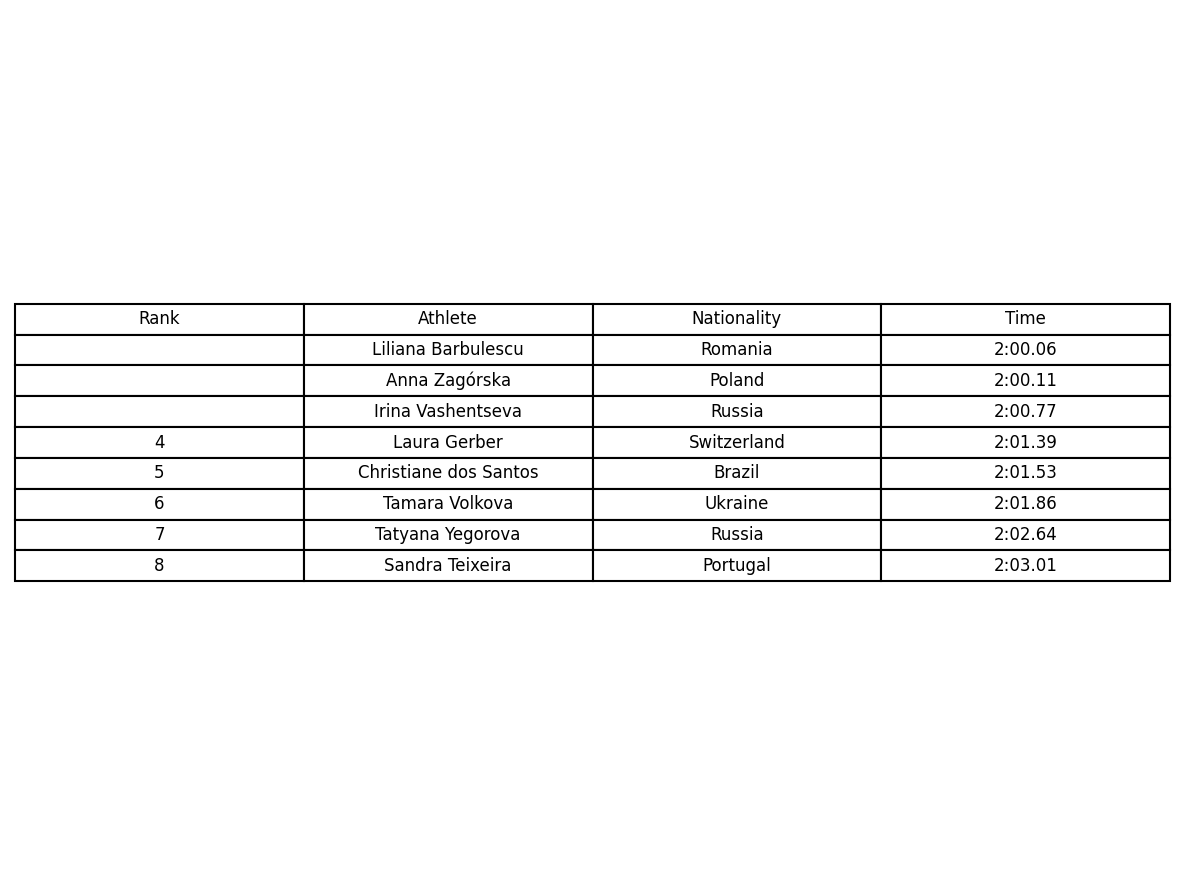 Rank Athlete Nationality Time
Liliana Barbulescu Romania 2:00.06
Anna Zagórska Poland 2:00.11
Irina Vashentseva Russia 2:00.77
4 Laura Gerber Switzerland 2:01.39
5 Christiane dos Santos Brazil 2:01.53
6 Tamara Volkova Ukraine 2:01.86
7 Tatyana Yegorova Russia 2:02.64
8 Sandra Teixeira Portugal 2:03.01